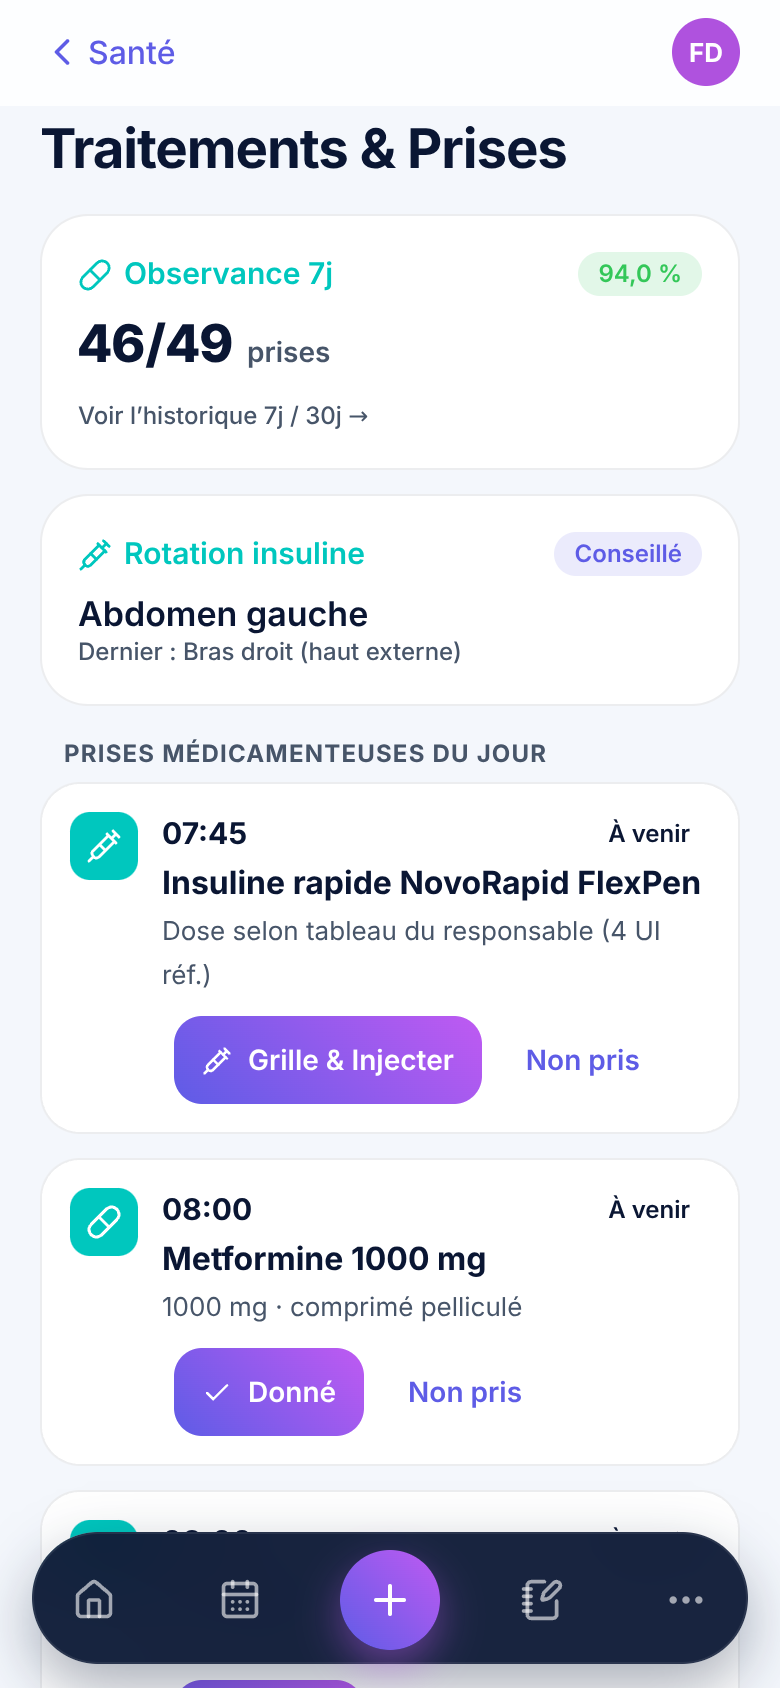 Santé
FD
Traitements & Prises
Observance 7j
94,0 %
46/49 prises
Voir l’historique 7j / 30j →
Rotation insuline
Conseillé
Abdomen gauche
Dernier : Bras droit (haut externe)
PRISES MÉDICAMENTEUSES DU JOUR
07:45
À venir
Insuline rapide NovoRapid FlexPen
Dose selon tableau du responsable (4 UI
réf.)
Grille & Injecter
Non pris
08:00
À venir
Metformine 1000 mg
1000 mg · comprimé pelliculé
Donné
Non pris